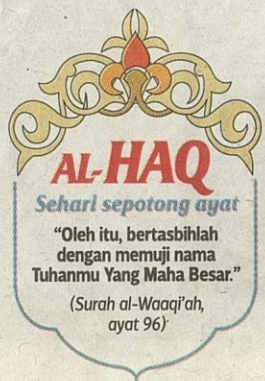 AL-HAQ
Sehari sepotong ayat
“Oleh itu, bertasbihlah
dengan memuji nama
Tuhanmu Yang Maha Besar.”
(Surah al-Waaqi’ah,
ayat 96)